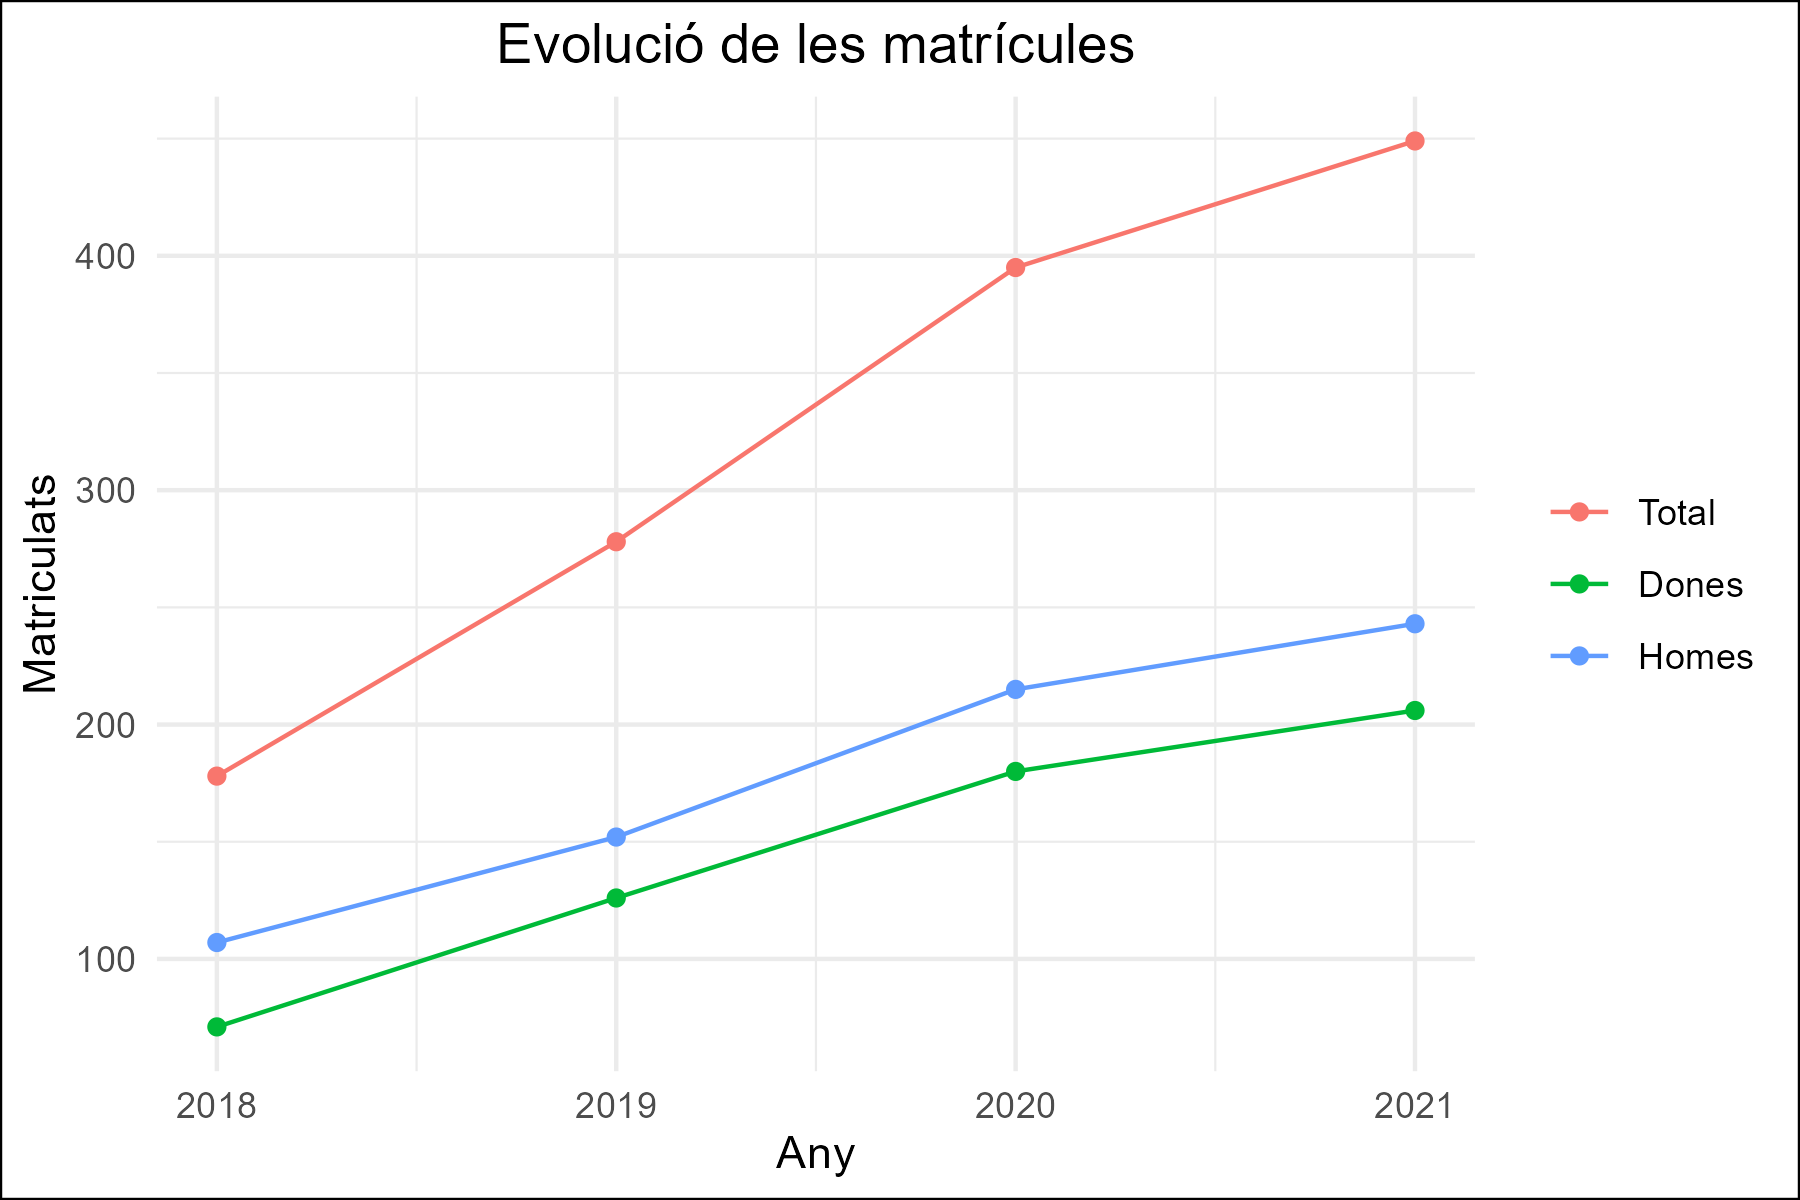 Evolució de les matrícules
Matriculats
400
300
200
100
2018
2019
2020
2021
Any
Total
Dones
Homes